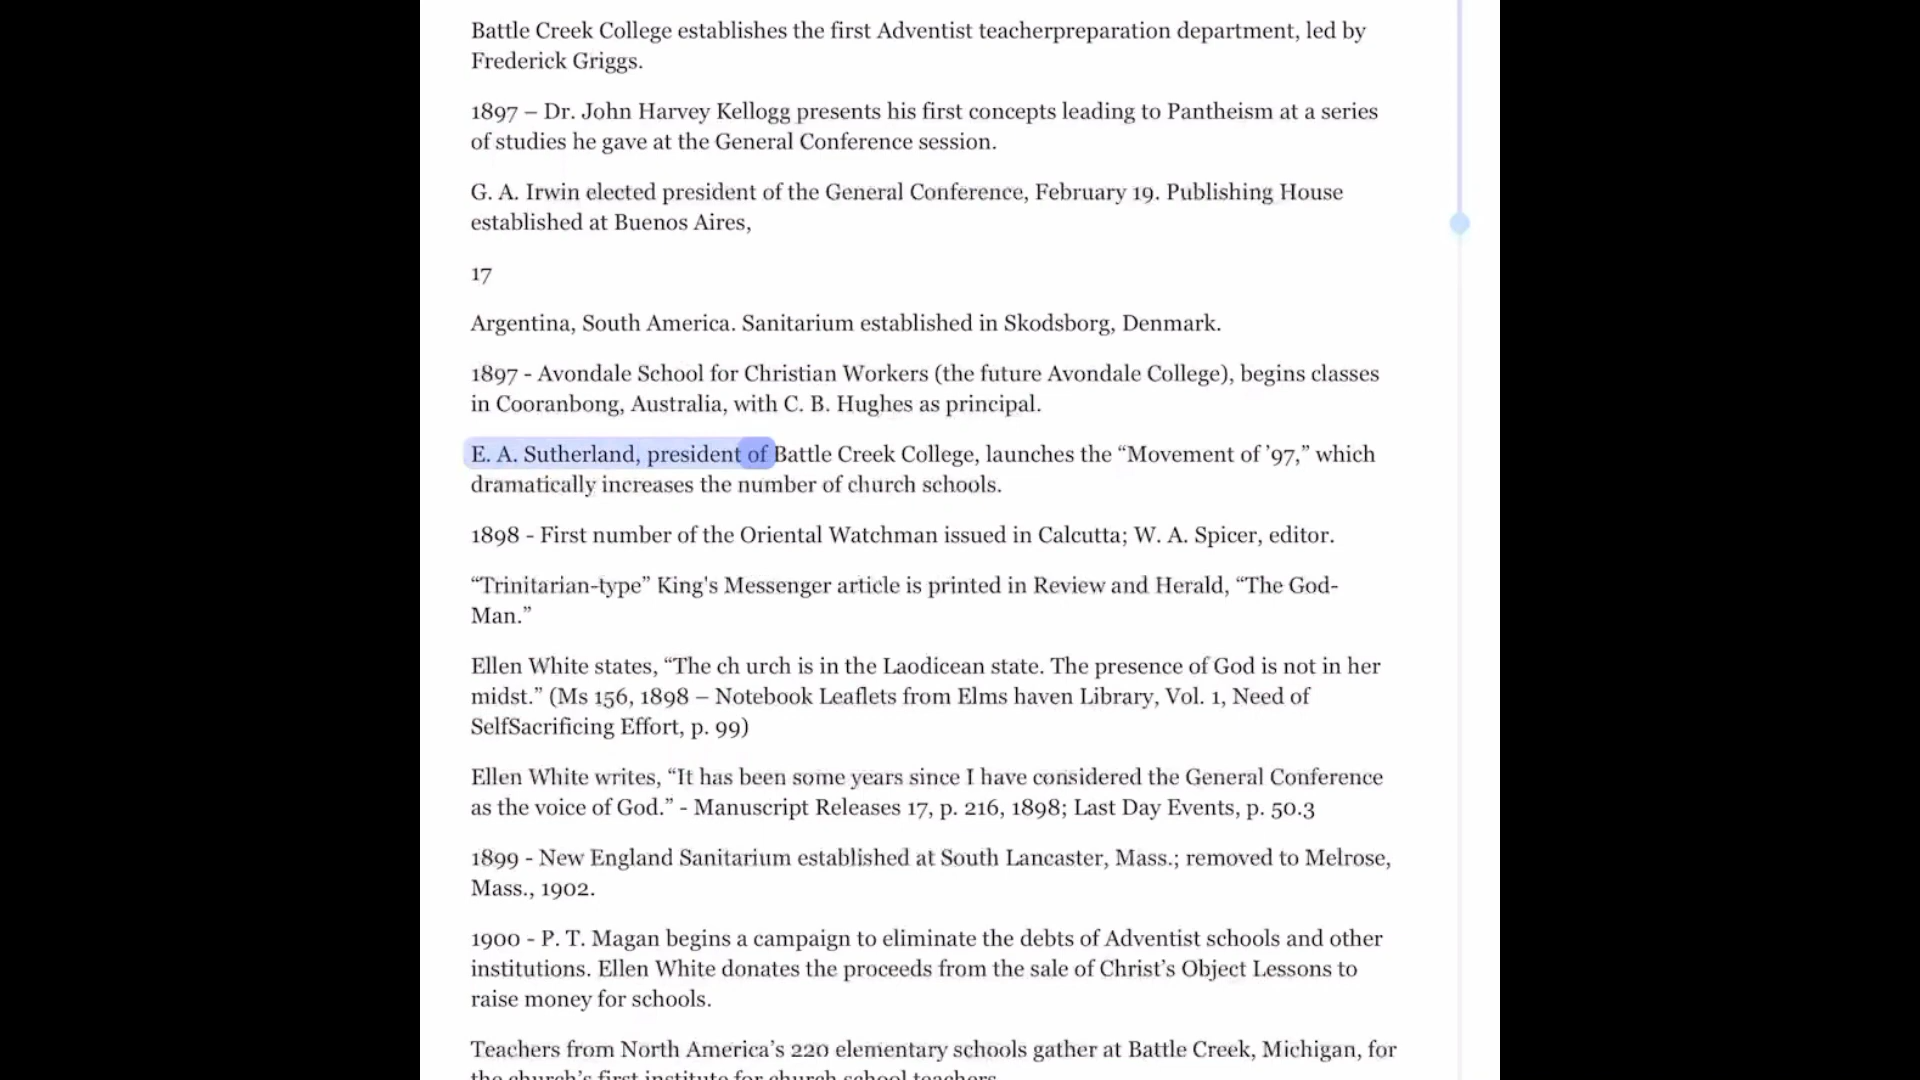 Battle Creek College establishes the first Adventist teacherpreparation department, led by
Frederick Griggs.
1897 – Dr. John Harvey Kellogg presents his first concepts leading to Pantheism at a series
of studies he gave at the General Conference session.
G. A. Irwin elected president of the General Conference, February 19. Publishing House
established at Buenos Aires,
17
Argentina, South America. Sanitarium established in Skodsborg, Denmark.
1897 - Avondale School for Christian Workers (the future Avondale College), begins classes
in Cooranbong, Australia, with C. B. Hughes as principal.
E. A. Sutherland, president of Battle Creek College, launches the “Movement of ’97,” which
dramatically increases the number of church schools.
1898 - First number of the Oriental Watchman issued in Calcutta; W. A. Spicer, editor.
“Trinitarian-type” King's Messenger article is printed in Review and Herald, “The God-
Man.”
Ellen White states, “The ch urch is in the Laodicean state. The presence of God is not in her
midst.” (Ms 156, 1898 – Notebook Leaflets from Elms haven Library, Vol. 1, Need of
SelfSacrificing Effort, p. 99)
Ellen White writes, “It has been some years since I have considered the General Conference
as the voice of God.” - Manuscript Releases 17, p. 216, 1898; Last Day Events, p. 50.3
1899 - New England Sanitarium established at South Lancaster, Mass.; removed to Melrose,
Mass., 1902.
1900 - P. T. Magan begins a campaign to eliminate the debts of Adventist schools and other
institutions. Ellen White donates the proceeds from the sale of Christ’s Object Lessons to
raise money for schools.
Teachers from North America’s 220 elementary schools gather at Battle Creek, Michigan, for
the church’s first institute for church school teachers.